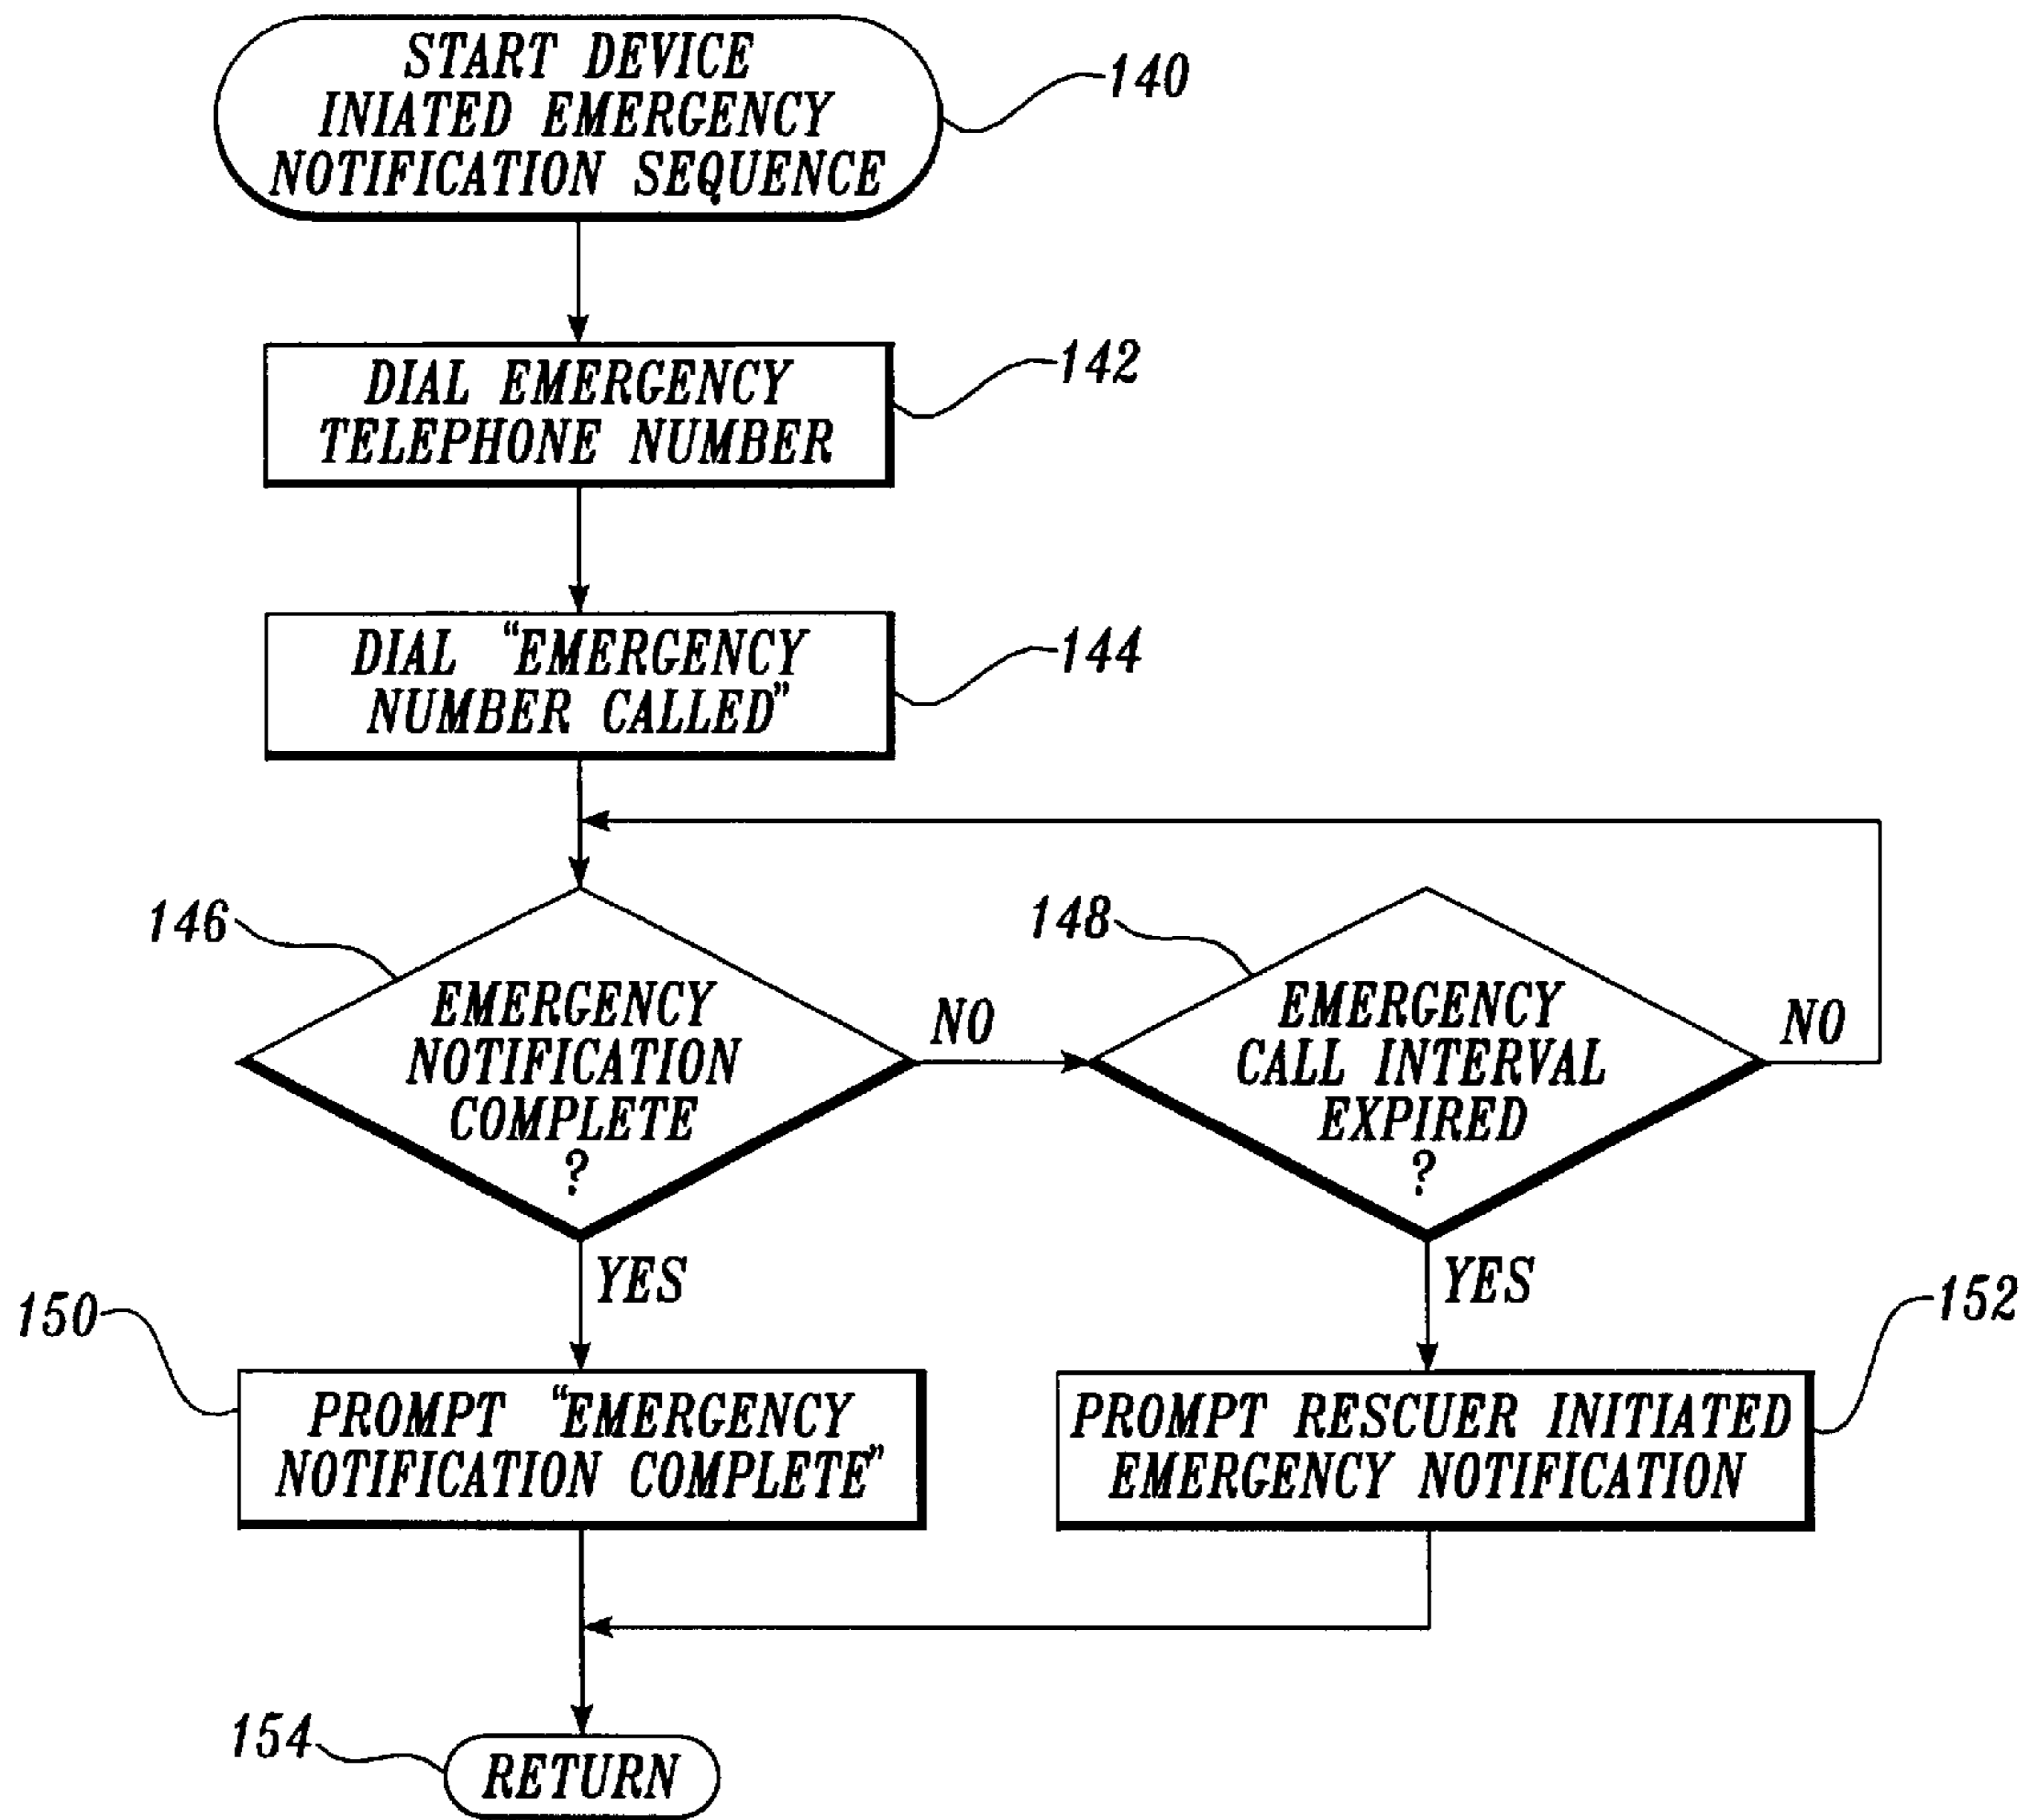 START DEVICE
INIATED EMERGENCY
NOTIFICATION SEQUENCE
140
DIAL EMERGENCY
TELEPHONE NUMBER
142
DIAL “EMERGENCY
NUMBER CALLED”
144
146
EMERGENCY
NOTIFICATION
COMPLETE
?
NO
148
EMERGENCY
CALL INTERVAL
EXPIRED
?
NO
YES
YES
150
PROMPT “EMERGENCY
NOTIFICATION COMPLETE”
152
PROMPT RESCUER INITIATED
EMERGENCY NOTIFICATION
154
RETURN